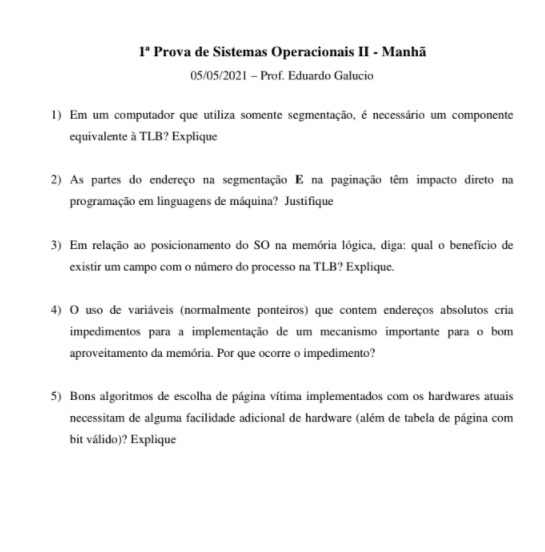 1ª Prova de Sistemas Operacionais II - Manhã
05/05/2021 – Prof. Eduardo Galucio
1) Em um computador que utiliza somente segmentação, é necessário um componente
equivalente à TLB? Explique
2) As partes do endereço na segmentação E na paginação têm impacto direto na
programação em linguagens de máquina? Justifique
3) Em relação ao posicionamento do SO na memória lógica, diga: qual o benefício de
existir um campo com o número do processo na TLB? Explique.
4) O uso de variáveis (normalmente ponteiros) que contem endereços absolutos cria
impedimentos para a implementação de um mecanismo importante para o bom
aproveitamento da memória. Por que ocorre o impedimento?
5) Bons algoritmos de escolha de página vítima implementados com os hardwares atuais
necessitam de alguma facilidade adicional de hardware (além de tabela de página com
bit válido)? Explique